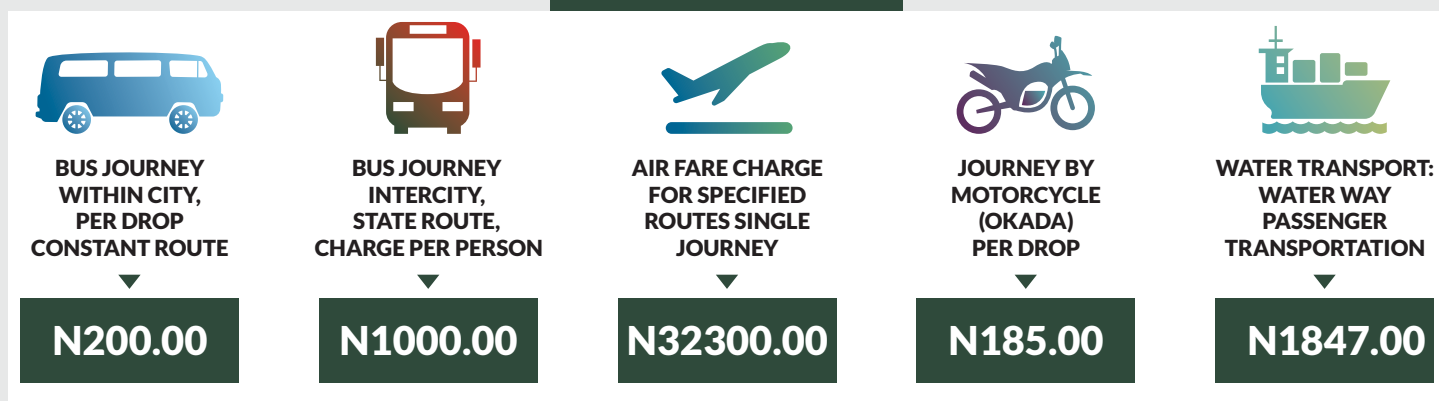 BUS JOURNEY
WITHIN CITY,
PER DROP
CONSTANT ROUTE
N200.00
BUS JOURNEY
INTERCITY,
STATE ROUTE,
CHARGE PER PERSON
N1000.00
AIR FARE CHARGE
FOR SPECIFIED
ROUTES SINGLE
JOURNEY
N32300.00
JOURNEY BY
MOTORCYCLE
(OKADA)
PER DROP
N185.00
WATER TRANSPORT:
WATER WAY
PASSENGER
TRANSPORTATION
N1847.00